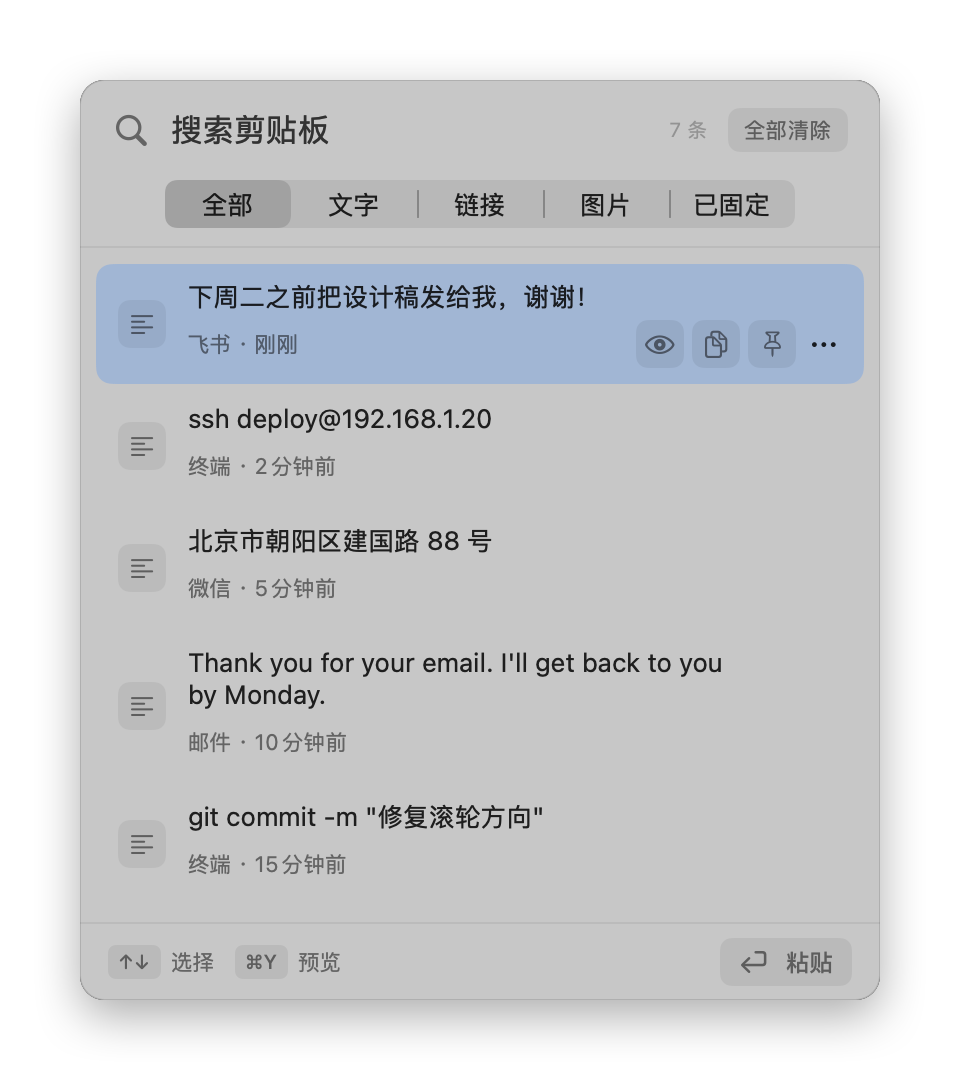 搜索剪贴板
7 条
全部清除
全部
文字
链接
图片
已固定
下周二之前把设计稿发给我，谢谢！
飞书 · 刚刚
ssh deploy@192.168.1.20
终端 · 2 分钟前
北京市朝阳区建国路 88 号
微信 · 5 分钟前
Thank you for your email. I'll get back to you
by Monday.
邮件 · 10 分钟前
git commit -m "修复滚轮方向"
终端 · 15 分钟前
↑↓ 选择 ⌘Y 预览
粘贴